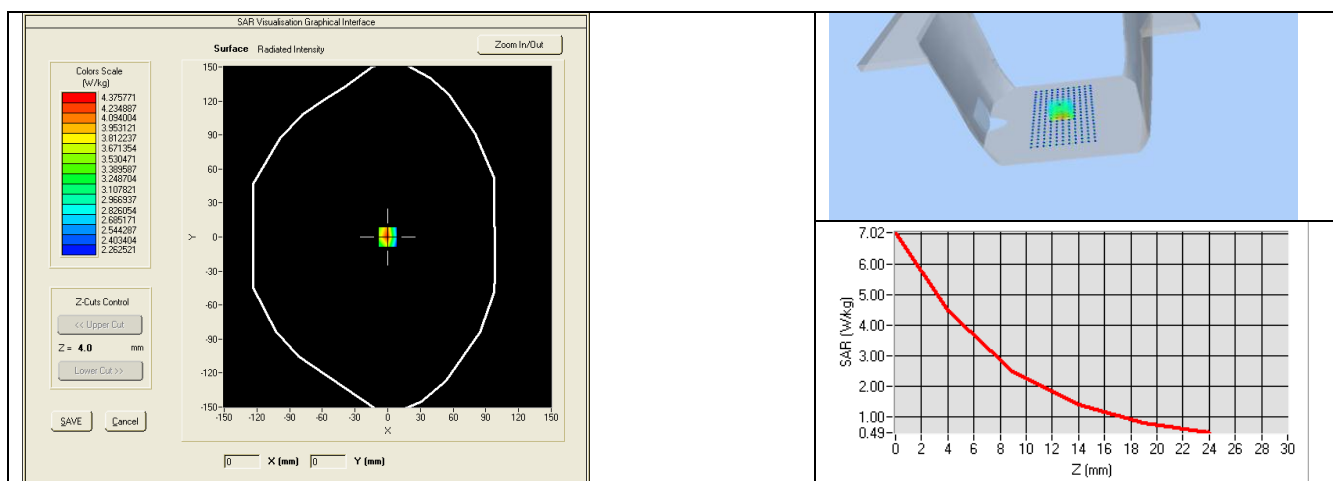 SAR Visualisation Graphical Interface
Surface Radiated Intensity
Zoom In/Out
Colors Scale
(W/kg)
4.375771
4.234887
4.094004
3.953121
3.812237
3.671354
3.530471
3.389587
3.248704
3.107821
2.966937
2.826054
2.685171
2.544287
2.403404
2.262521
Z-Cuts Control
<< Upper Cut
Z = 4.0 mm
Lower Cut >>
SAVE Cancel
Y
150
120
90
60
30
0
-30
-60
-90
-120
-150
-150 -120 -90 -60 -30 0 30 60 90 120 150
X
0 X (mm) 0 Y (mm)
SAR (W/kg)
7.02
6.00
5.00
4.00
3.00
2.00
1.00
0.49
0 2 4 6 8 10 12 14 16 18 20 22 24 26 28 30
Z (mm)